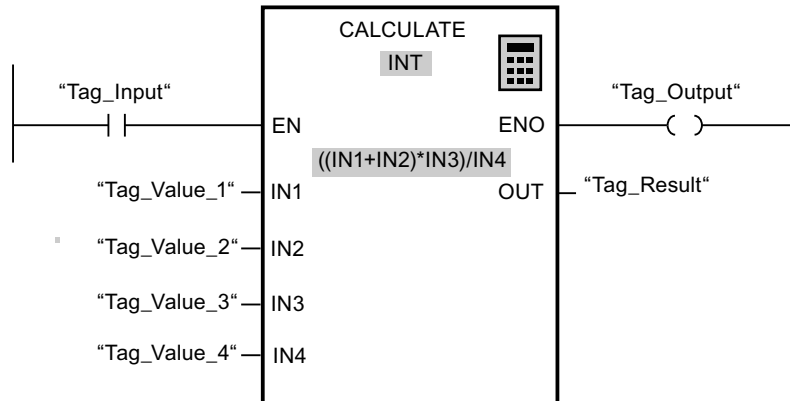 CALCULATE
INT
“Tag_Input“
“Tag_Output“
EN
ENO
((IN1+IN2)*IN3)/IN4
“Tag_Value_1“
IN1
OUT
“Tag_Result“
“Tag_Value_2“
IN2
“Tag_Value_3“
IN3
“Tag_Value_4“
IN4